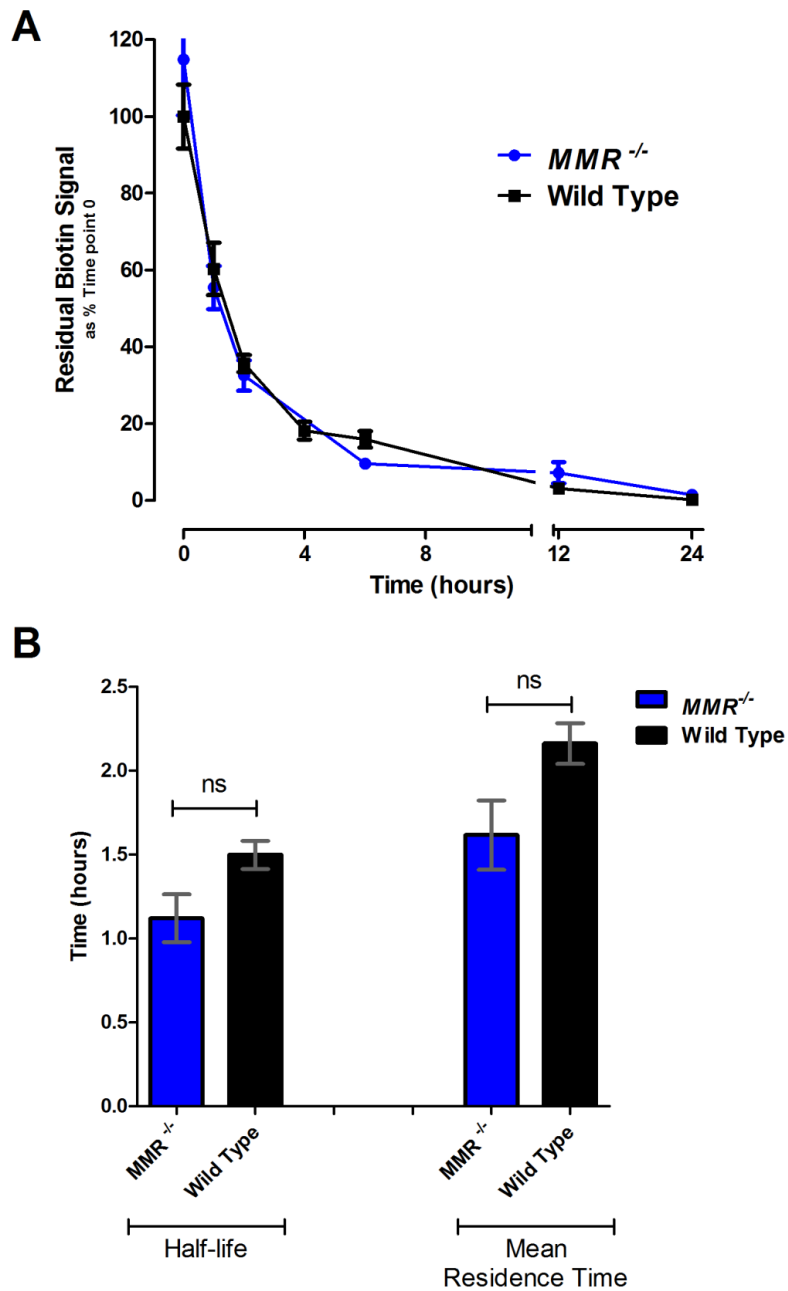 A
120
100
80
60
40
20
0
Residual Biotin Signal
as % Time point 0
MMR -/-
Wild Type
0 4 8 12 24
Time (hours)
B
2.5
2.0
1.5
1.0
0.5
0.0
Time (hours)
ns
ns
MMR-/-
Wild Type
MMR-/-
Wild Type
MMR-/-
Wild Type
Half-life
Mean
Residence Time